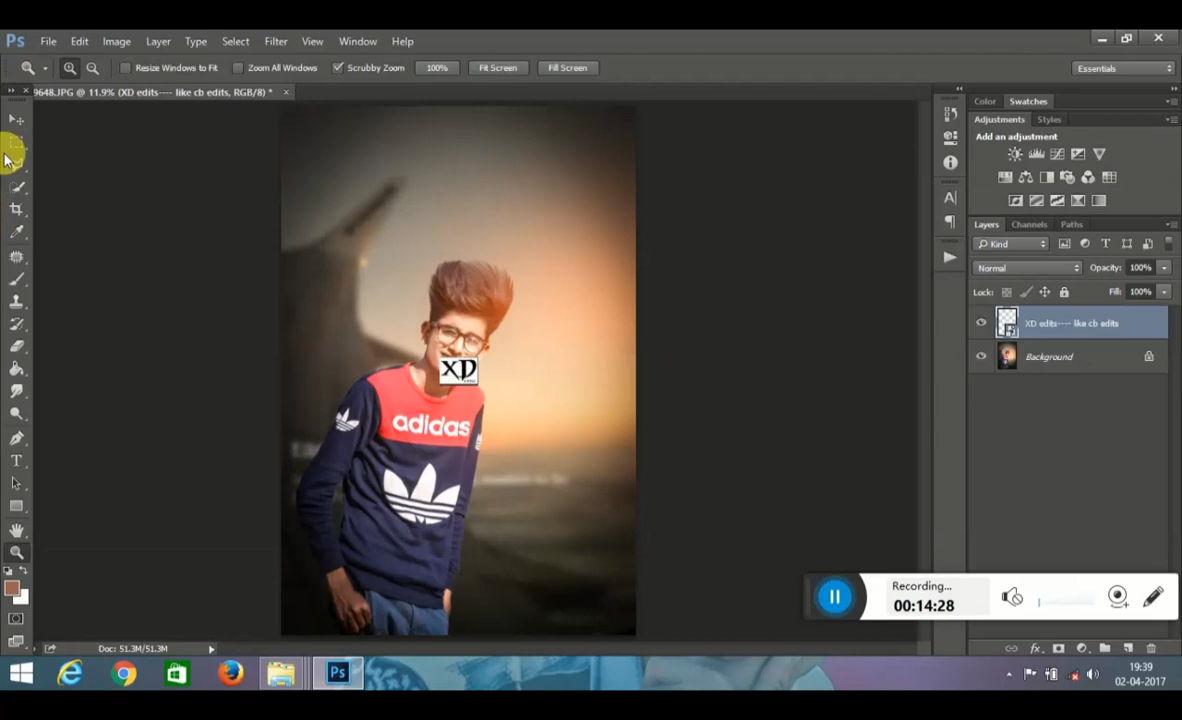 Ps File Edit Image Layer Type Select Filter View Window Help
Resize Windows to Fit Zoom All Windows Scrubby Zoom 100% Fit Screen Fill Screen Essentials
9648.JPG @ 11.9% (XD edits---- like cb edits, RGB/8) * ×
Color Swatches
Adjustments Styles
Add an adjustment
Layers Channels Paths
Kind
Normal Opacity: 100%
Lock: Fill: 100%
XD edits---- like cb edits
Background
XD
adidas
Recording...
00:14:28
Doc: 51.3M/51.3M
Ps
19:39
02-04-2017